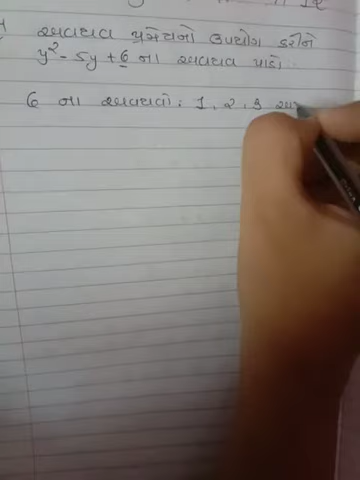 અવયવ પ્રમેયનો ઉપયોગ કરીને
y² - 5y + 6 ના અવયવ પાડો.
6 ના અવયવો : 1, 2, 3